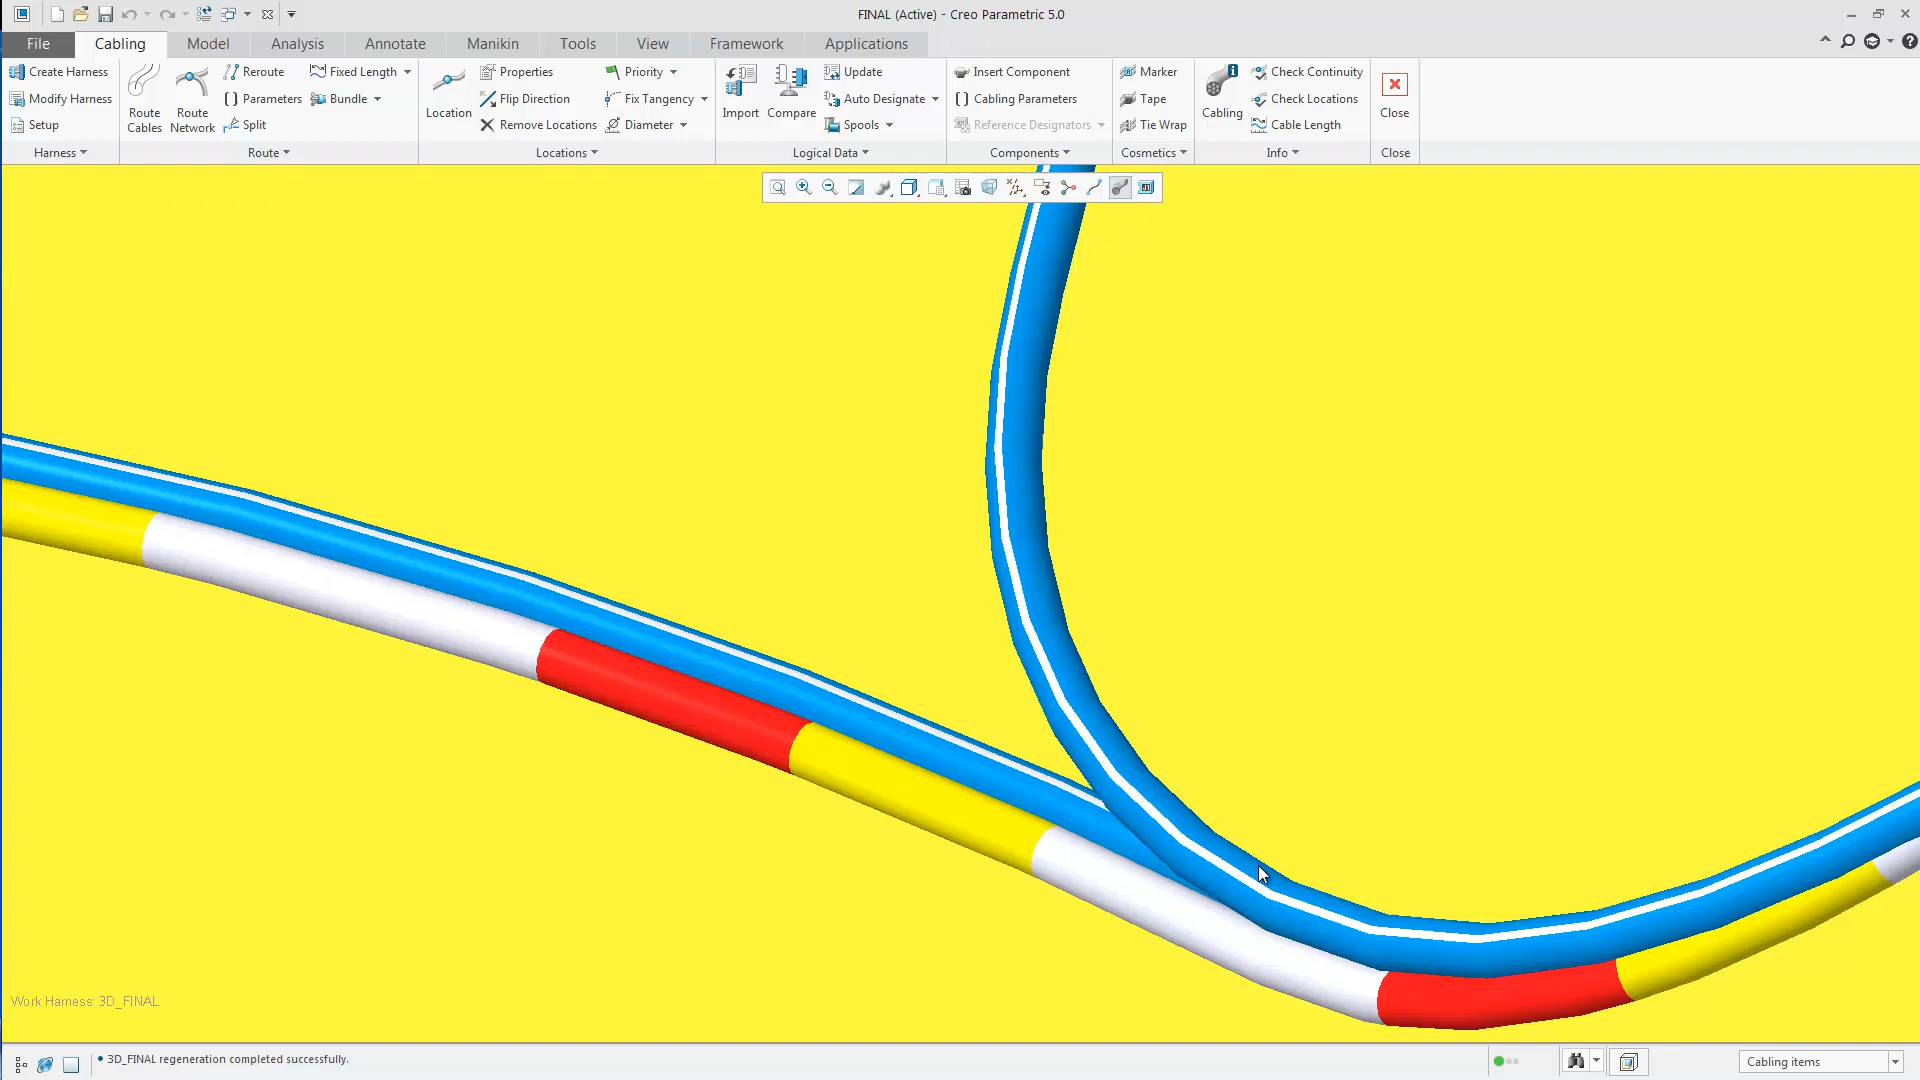 FINAL (Active) - Creo Parametric 5.0
File Cabling Model Analysis Annotate Manikin Tools View Framework Applications
Create Harness
Modify Harness
Setup
Harness
Route Cables
Route Network
Reroute
Parameters
Split
Fixed Length
Bundle
Route
Location
Properties
Flip Direction
Remove Locations
Priority
Fix Tangency
Diameter
Locations
Import
Compare
Update
Auto Designate
Spools
Logical Data
Insert Component
Cabling Parameters
Reference Designators
Components
Marker
Tape
Tie Wrap
Cosmetics
Cabling
Check Continuity
Check Locations
Cable Length
Info
Close
Close
Work Harness: 3D_FINAL
• 3D_FINAL regeneration completed successfully.
Cabling items